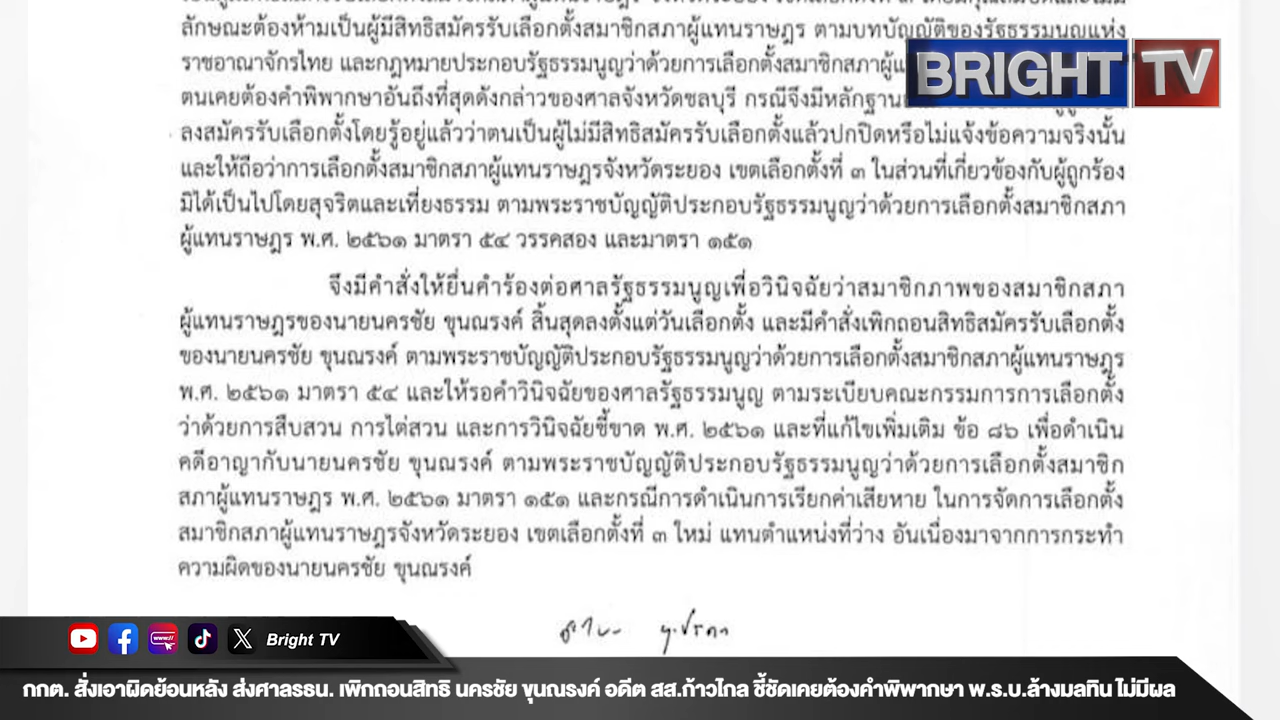 ลักษณะต้องห้ามเป็นผู้มีสิทธิสมัครรับเลือกตั้งสมาชิกสภาผู้แทนราษฎร ตามบทบัญญัติของรัฐธรรมนูญแห่ง
ราชอาณาจักรไทย และกฎหมายประกอบรัฐธรรมนูญว่าด้วยการเลือกตั้งสมาชิกสภาผู้แ
BRIGHT TV
ตนเคยต้องคำพิพากษาอันถึงที่สุดดังกล่าวของศาลจังหวัดชลบุรี กรณีจึงมีหลักฐาน
ลงสมัครรับเลือกตั้งโดยรู้อยู่แล้วว่าตนเป็นผู้ไม่มีสิทธิสมัครรับเลือกตั้งแล้วปกปิดหรือไม่แจ้งข้อความจริงนั้น
และให้ถือว่าการเลือกตั้งสมาชิกสภาผู้แทนราษฎรจังหวัดระยอง เขตเลือกตั้งที่ ๓ ในส่วนที่เกี่ยวข้องกับผู้ถูกร้อง
มิได้เป็นไปโดยสุจริตและเที่ยงธรรม ตามพระราชบัญญัติประกอบรัฐธรรมนูญว่าด้วยการเลือกตั้งสมาชิกสภา
ผู้แทนราษฎร พ.ศ. ๒๕๖๑ มาตรา ๕๔ วรรคสอง และมาตรา ๑๕๑
จึงมีคำสั่งให้ยื่นคำร้องต่อศาลรัฐธรรมนูญเพื่อวินิจฉัยว่าสมาชิกภาพของสมาชิกสภา
ผู้แทนราษฎรของนายนครชัย ขุนณรงค์ สิ้นสุดลงตั้งแต่วันเลือกตั้ง และมีคำสั่งเพิกถอนสิทธิสมัครรับเลือกตั้ง
ของนายนครชัย ขุนณรงค์ ตามพระราชบัญญัติประกอบรัฐธรรมนูญว่าด้วยการเลือกตั้งสมาชิกสภาผู้แทนราษฎร
พ.ศ. ๒๕๖๑ มาตรา ๕๔ และให้รอคำวินิจฉัยของศาลรัฐธรรมนูญ ตามระเบียบคณะกรรมการการเลือกตั้ง
ว่าด้วยการสืบสวน การไต่สวน และการวินิจฉัยชี้ขาด พ.ศ. ๒๕๖๑ และที่แก้ไขเพิ่มเติม ข้อ ๘๖ เพื่อดำเนิน
คดีอาญากับนายนครชัย ขุนณรงค์ ตามพระราชบัญญัติประกอบรัฐธรรมนูญว่าด้วยการเลือกตั้งสมาชิก
สภาผู้แทนราษฎร พ.ศ. ๒๕๖๑ มาตรา ๑๕๑ และกรณีการดำเนินการเรียกค่าเสียหาย ในการจัดการเลือกตั้ง
สมาชิกสภาผู้แทนราษฎรจังหวัดระยอง เขตเลือกตั้งที่ ๓ ใหม่ แทนตำแหน่งที่ว่าง อันเนื่องมาจากการกระทำ
ความผิดของนายนครชัย ขุนณรงค์
Bright TV
กกต. สั่งเอาผิดย้อนหลัง ส่งศาลรธน. เพิกถอนสิทธิ นครชัย ขุนณรงค์ อดีต สส.ก้าวไกล ชี้ชัดเคยต้องคำพิพากษา พ.ร.บ.ล้างมลทิน ไม่มีผล